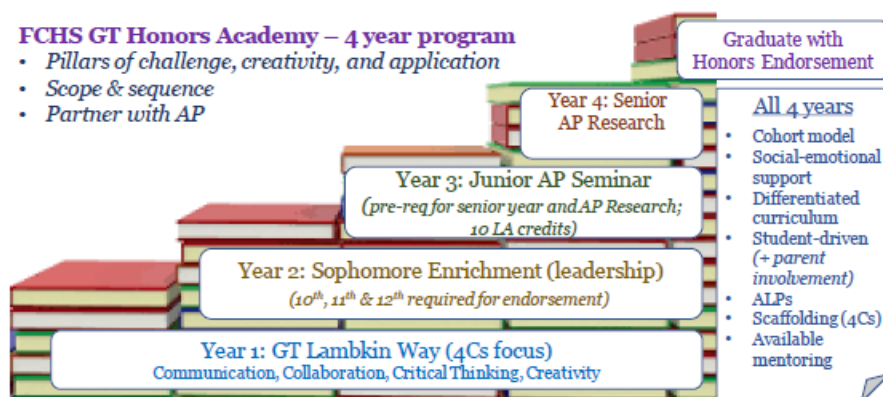 FCHS GT Honors Academy – 4 year program
• Pillars of challenge, creativity, and application
• Scope & sequence
• Partner with AP
Graduate with
Honors Endorsement
Year 4: Senior
AP Research
Year 3: Junior AP Seminar
(pre-req for senior year and AP Research;
10 LA credits)
Year 2: Sophomore Enrichment (leadership)
(10th, 11th & 12th required for endorsement)
Year 1: GT Lambkin Way (4Cs focus)
Communication, Collaboration, Critical Thinking, Creativity
All 4 years
• Cohort model
• Social-emotional
support
• Differentiated
curriculum
• Student-driven
(+ parent
involvement)
• ALPs
• Scaffolding (4Cs)
• Available
mentoring